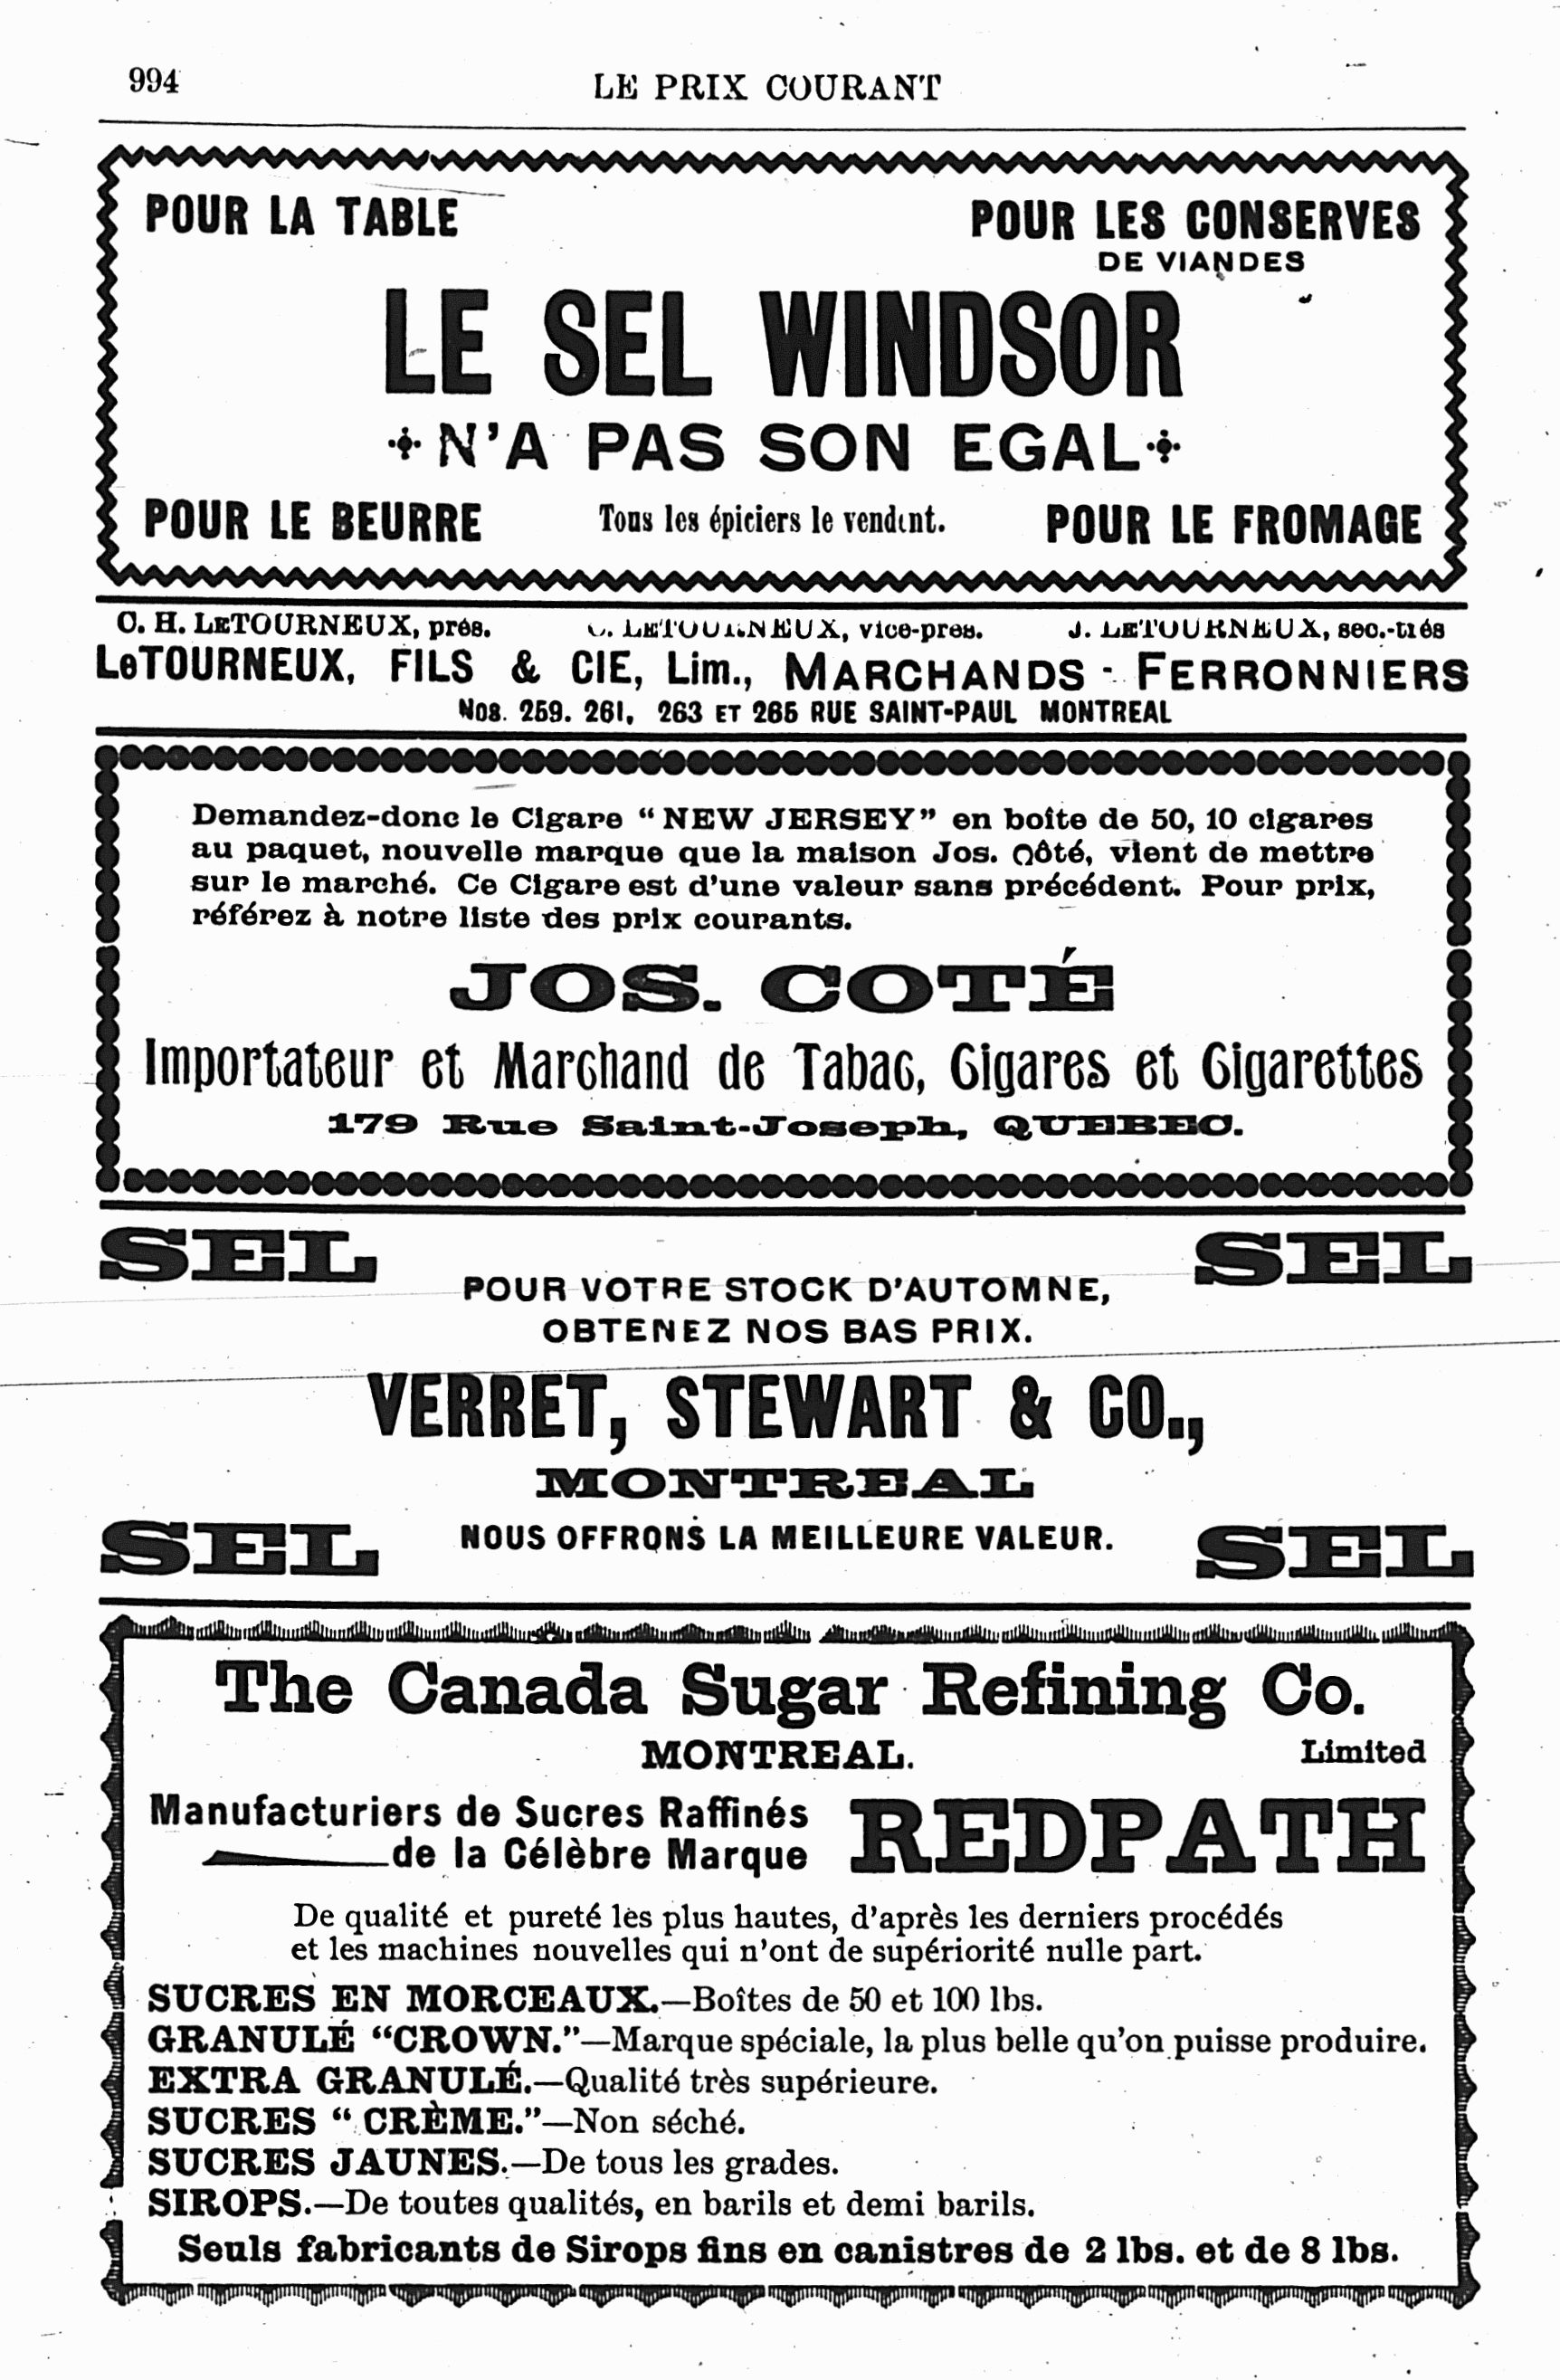 994
LE PRIX COURANT
POUR LA TABLE
POUR LES CONSERVES
DE VIANDES
LE SEL WINDSOR
N'A PAS SON EGAL
POUR LE BEURRE
Tous les épiciers le vendent.
POUR LE FROMAGE
C. H. LETOURNEUX, prés. C. LETOURNEUX, vice-pres. J. LETOURNEUX, sec.-trés
LeTOURNEUX, FILS & CIE, Lim., MARCHANDS - FERRONNIERS
Nos. 259. 261, 263 ET 265 RUE SAINT-PAUL MONTREAL
Demandez-donc le Cigare "NEW JERSEY" en boîte de 50, 10 cigares
au paquet, nouvelle marque que la maison Jos. Côté, vient de mettre
sur le marché. Ce Cigare est d'une valeur sans précédent. Pour prix,
référez à notre liste des prix courants.
JOS. COTÉ
Importateur et Marchand de Tabac, Cigares et Cigarettes
179 Rue Saint-Joseph, QUEBEC.
SEL
SEL
POUR VOTRE STOCK D'AUTOMNE,
OBTENEZ NOS BAS PRIX.
VERRET, STEWART & CO.,
MONTREAL
SEL
NOUS OFFRONS LA MEILLEURE VALEUR.
SEL
The Canada Sugar Refining Co.
MONTREAL.
Limited
Manufacturiers de Sucres Raffinés
de la Célèbre Marque
REDPATH
De qualité et pureté les plus hautes, d'après les derniers procédés
et les machines nouvelles qui n'ont de supériorité nulle part.
SUCRES EN MORCEAUX.—Boîtes de 50 et 100 lbs.
GRANULÉ "CROWN."—Marque spéciale, la plus belle qu'on puisse produire.
EXTRA GRANULÉ.—Qualité très supérieure.
SUCRES "CRÈME."—Non séché.
SUCRES JAUNES.—De tous les grades.
SIROPS.—De toutes qualités, en barils et demi barils.
Seuls fabricants de Sirops fins en canistres de 2 lbs. et de 8 lbs.